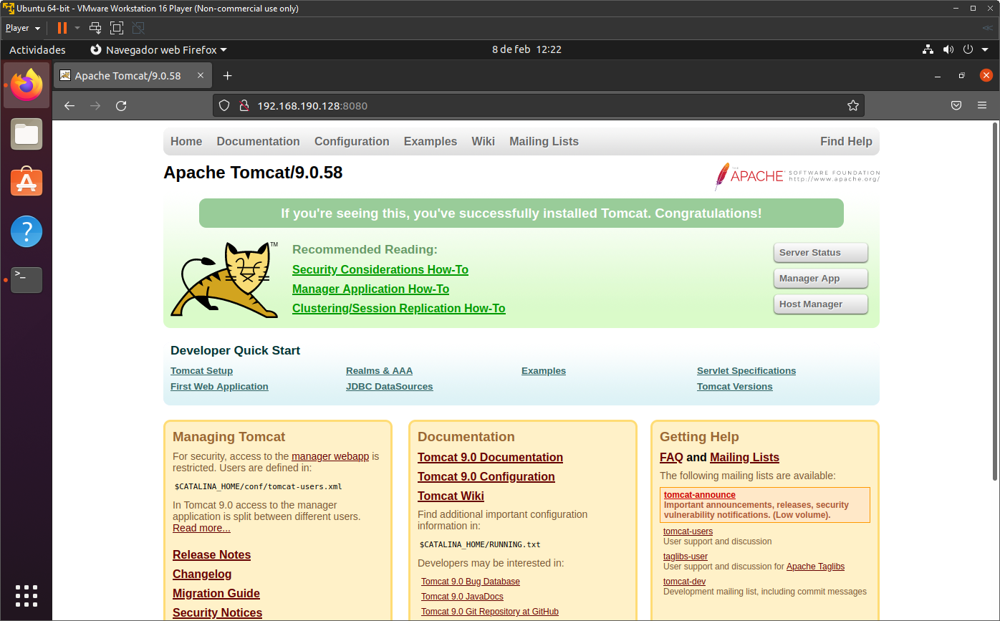 Ubuntu 64-bit - VMware Workstation 16 Player (Non-commercial use only)
Player
Actividades
Navegador web Firefox
8 de feb 12:22
Apache Tomcat/9.0.58
192.168.190.128:8080
Home Documentation Configuration Examples Wiki Mailing Lists Find Help
Apache Tomcat/9.0.58
THE
APACHE SOFTWARE FOUNDATION
http://www.apache.org/
If you're seeing this, you've successfully installed Tomcat. Congratulations!
TM
Recommended Reading:
Security Considerations How-To
Manager Application How-To
Clustering/Session Replication How-To
Server Status
Manager App
Host Manager
Developer Quick Start
Tomcat Setup
First Web Application
Realms & AAA
JDBC DataSources
Examples
Servlet Specifications
Tomcat Versions
Managing Tomcat
For security, access to the manager webapp is
restricted. Users are defined in:
$CATALINA_HOME/conf/tomcat-users.xml
In Tomcat 9.0 access to the manager
application is split between different users.
Read more...
Release Notes
Changelog
Migration Guide
Security Notices
Documentation
Tomcat 9.0 Documentation
Tomcat 9.0 Configuration
Tomcat Wiki
Find additional important configuration
information in:
$CATALINA_HOME/RUNNING.txt
Developers may be interested in:
Tomcat 9.0 Bug Database
Tomcat 9.0 JavaDocs
Tomcat 9.0 Git Repository at GitHub
Getting Help
FAQ and Mailing Lists
The following mailing lists are available:
tomcat-announce
Important announcements, releases, security
vulnerability notifications. (Low volume).
tomcat-users
User support and discussion
taglibs-user
User support and discussion for Apache Taglibs
tomcat-dev
Development mailing list, including commit messages